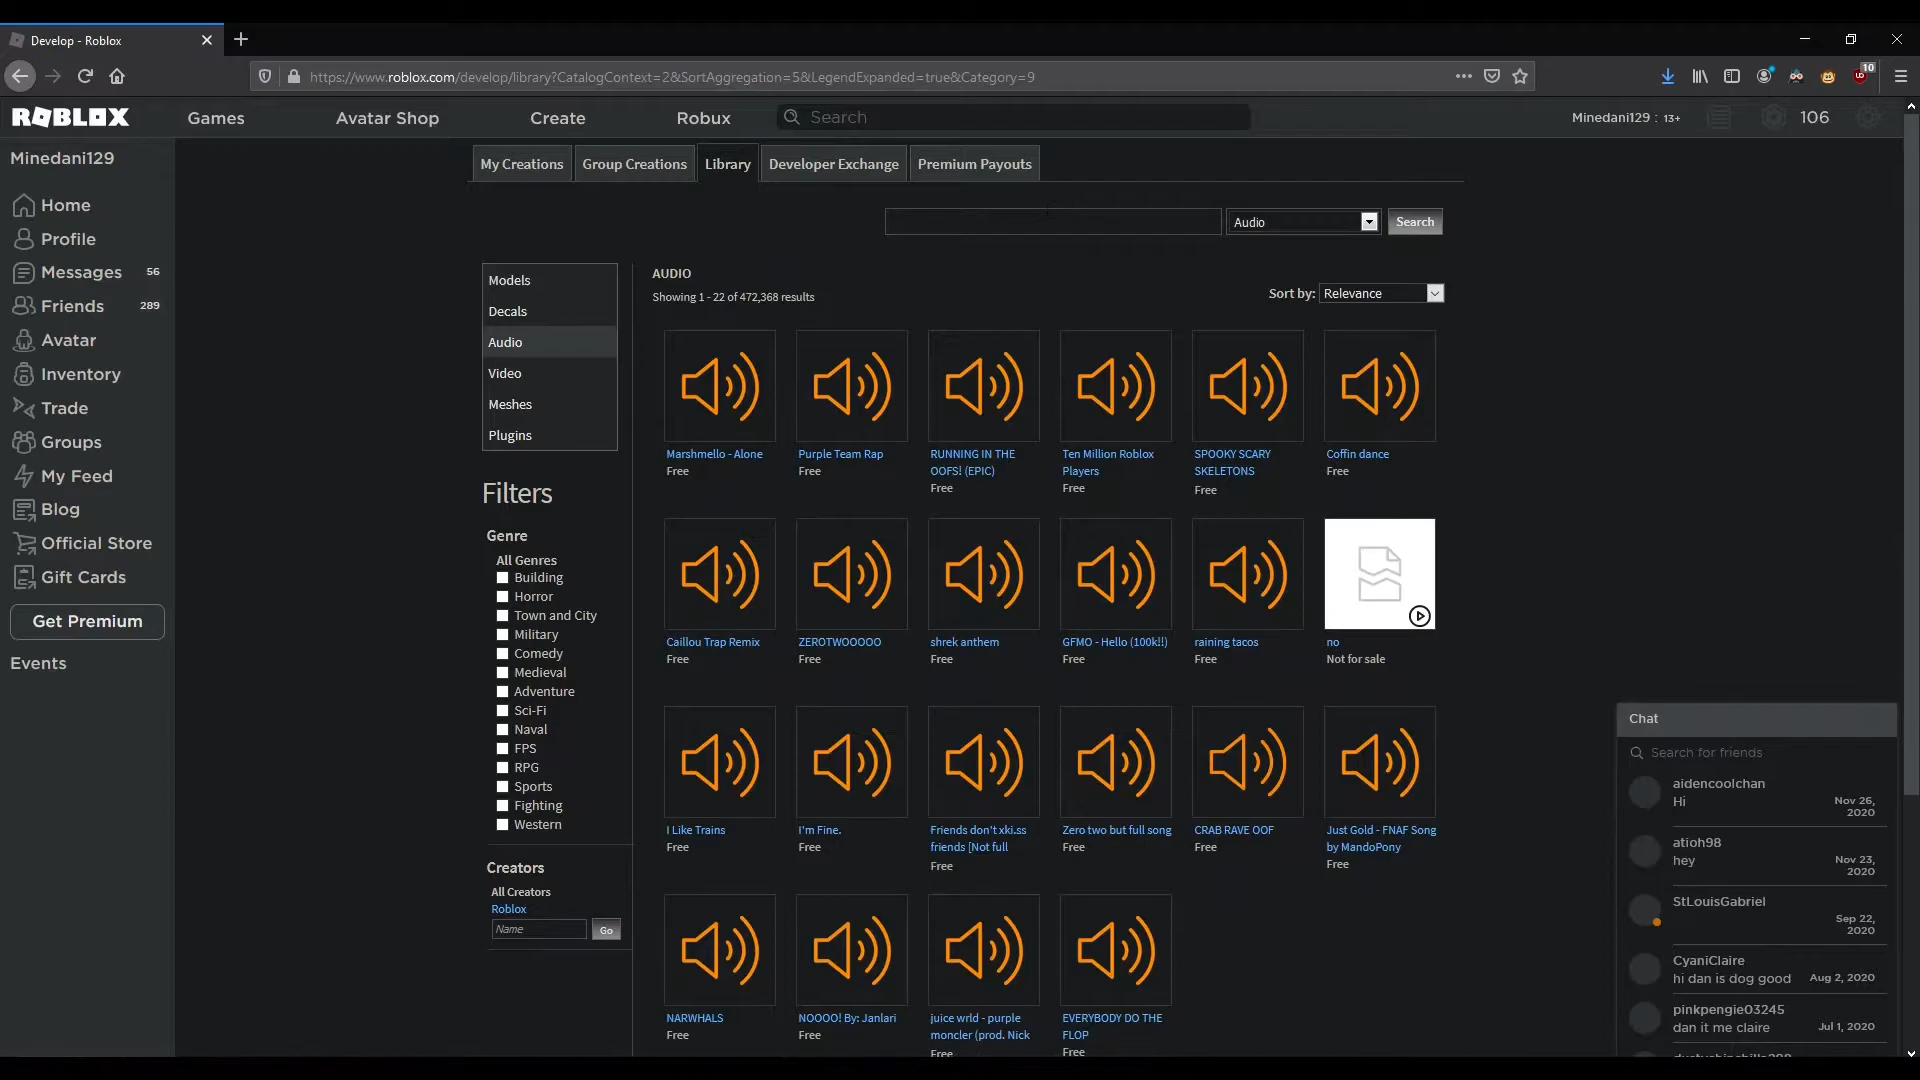 Develop - Roblox
https://www.roblox.com/develop/library?CatalogContext=2&SortAggregation=5&LegendExpanded=true&Category=9
10
ROBLOX
Games
Avatar Shop
Create
Robux
Search
Minedani129 : 13+
106
Minedani129
Home
Profile
Messages 56
Friends 289
Avatar
Inventory
Trade
Groups
My Feed
Blog
Official Store
Gift Cards
Get Premium
Events
My Creations
Group Creations
Library
Developer Exchange
Premium Payouts
Audio
Search
Models
Decals
Audio
Video
Meshes
Plugins
Filters
Genre
All Genres
Building
Horror
Town and City
Military
Comedy
Medieval
Adventure
Sci-Fi
Naval
FPS
RPG
Sports
Fighting
Western
Creators
All Creators
Roblox
Name
Go
AUDIO
Showing 1 - 22 of 472,368 results
Sort by: Relevance
Marshmello - Alone
Free
Purple Team Rap
Free
RUNNING IN THE
OOFS! (EPIC)
Free
Ten Million Roblox
Players
Free
SPOOKY SCARY
SKELETONS
Free
Coffin dance
Free
Caillou Trap Remix
Free
ZEROTWOOOOO
Free
shrek anthem
Free
GFMO - Hello (100k!!)
Free
raining tacos
Free
no
Not for sale
I Like Trains
Free
I'm Fine.
Free
Friends don't xki.ss
friends [Not full
Free
Zero two but full song
Free
CRAB RAVE OOF
Free
Just Gold - FNAF Song
by MandoPony
Free
NARWHALS
Free
NOOOO! By: Janlari
Free
juice wrld - purple
moncler (prod. Nick
Free
EVERYBODY DO THE
FLOP
Free
Chat
Search for friends
aidencoolchan
Hi
Nov 26,
2020
atioh98
hey
Nov 23,
2020
StLouisGabriel
Sep 22,
2020
CyaniClaire
hi dan is dog good
Aug 2, 2020
pinkpengie03245
dan it me claire
Jul 1, 2020